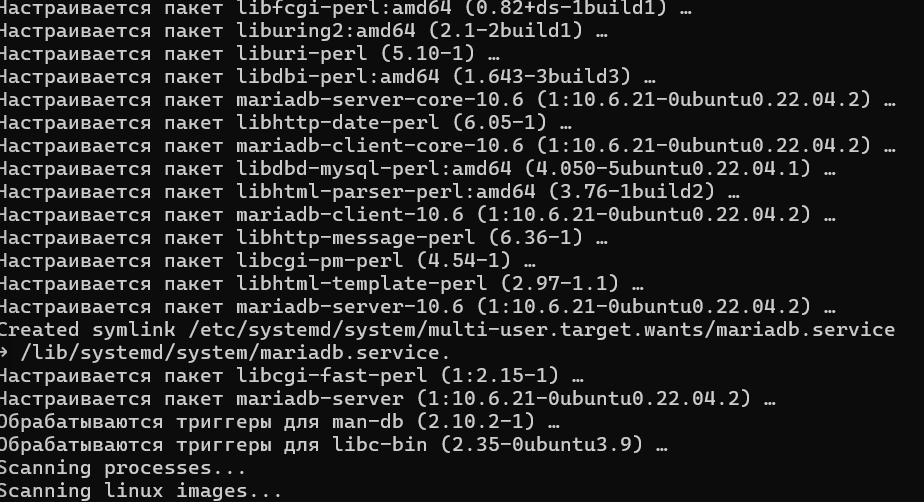 Настраивается пакет libfcgi-perl:amd64 (0.82+ds-1build1) …
Настраивается пакет liburing2:amd64 (2.1-2build1) …
Настраивается пакет liburi-perl (5.10-1) …
Настраивается пакет libdbi-perl:amd64 (1.643-3build3) …
Настраивается пакет mariadb-server-core-10.6 (1:10.6.21-0ubuntu0.22.04.2) …
Настраивается пакет libhttp-date-perl (6.05-1) …
Настраивается пакет mariadb-client-core-10.6 (1:10.6.21-0ubuntu0.22.04.2) …
Настраивается пакет libdbd-mysql-perl:amd64 (4.050-5ubuntu0.22.04.1) …
Настраивается пакет libhtml-parser-perl:amd64 (3.76-1build2) …
Настраивается пакет mariadb-client-10.6 (1:10.6.21-0ubuntu0.22.04.2) …
Настраивается пакет libhttp-message-perl (6.36-1) …
Настраивается пакет libcgi-pm-perl (4.54-1) …
Настраивается пакет libhtml-template-perl (2.97-1.1) …
Настраивается пакет mariadb-server-10.6 (1:10.6.21-0ubuntu0.22.04.2) …
Created symlink /etc/systemd/system/multi-user.target.wants/mariadb.service
→ /lib/systemd/system/mariadb.service.
Настраивается пакет libcgi-fast-perl (1:2.15-1) …
Настраивается пакет mariadb-server (1:10.6.21-0ubuntu0.22.04.2) …
Обрабатываются триггеры для man-db (2.10.2-1) …
Обрабатываются триггеры для libc-bin (2.35-0ubuntu3.9) …
Scanning processes...
Scanning linux images...